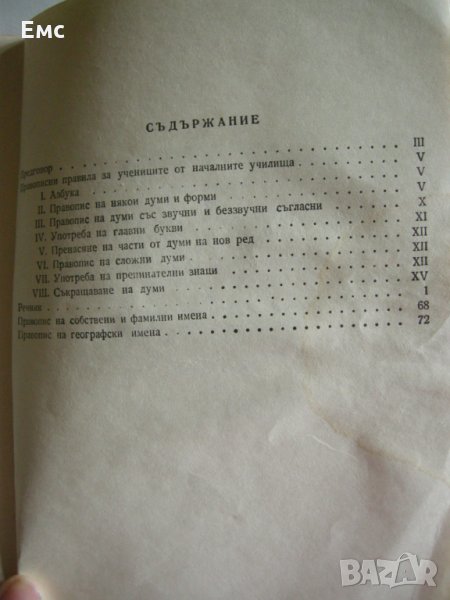 Емс
СЪДЪРЖАНИЕ
Предговор . . . III
Правописни правила за учениците от началните училища . . . V
I. Азбука . . . V
II. Правопис на някои думи и форми . . . V
III. Правопис на думи със звучни и беззвучни съгласни . . . X
IV. Употреба на главни букви . . . XI
V. Пренасяне на части от думи на нов ред . . . XII
VI. Правопис на сложни думи . . . XII
VII. Употреба на препинателни знаци . . . XII
VIII. Съкращаване на думи . . . XV
Речник . . . 1
Правопис на собствени и фамилни имена . . . 68
Правопис на географски имена . . . 72
BAZAR